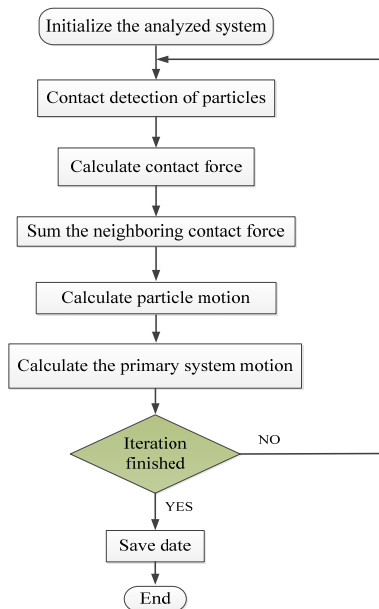 Initialize the analyzed system
Contact detection of particles
Calculate contact force
Sum the neighboring contact force
Calculate particle motion
Calculate the primary system motion
Iteration
finished
NO
YES
Save date
End